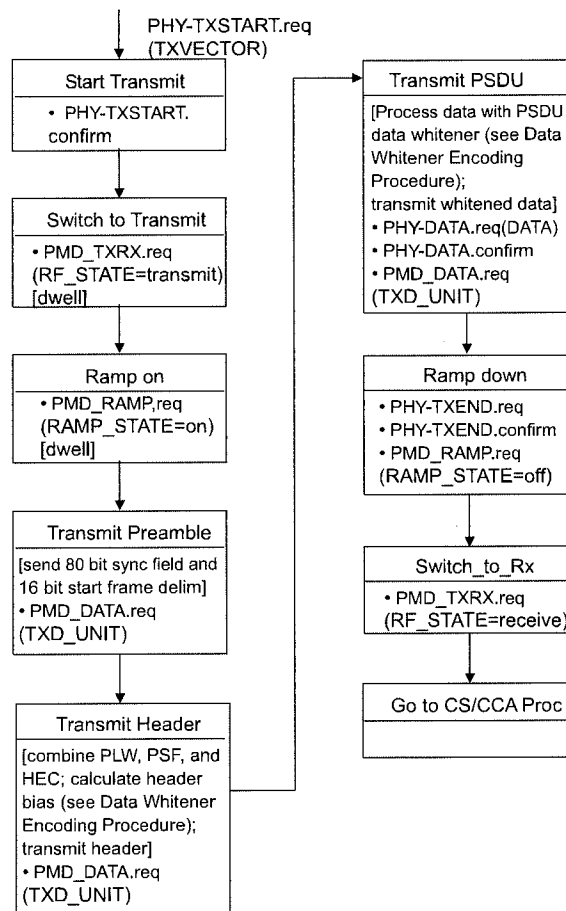 PHY-TXSTART.req
(TXVECTOR)
Start Transmit
• PHY-TXSTART.
confirm
Switch to Transmit
• PMD_TXRX.req
(RF_STATE=transmit)
[dwell]
Ramp on
• PMD_RAMP,req
(RAMP_STATE=on)
[dwell]
Transmit Preamble
[send 80 bit sync field and
16 bit start frame delim]
• PMD_DATA.req
(TXD_UNIT)
Transmit Header
[combine PLW, PSF, and
HEC; calculate header
bias (see Data Whitener
Encoding Procedure);
transmit header]
• PMD_DATA.req
(TXD_UNIT)
Transmit PSDU
[Process data with PSDU
data whitener (see Data
Whitener Encoding
Procedure);
transmit whitened data]
• PHY-DATA.req(DATA)
• PHY-DATA.confirm
• PMD_DATA.req
(TXD_UNIT)
Ramp down
• PHY-TXEND.req
• PHY-TXEND.confirm
• PMD_RAMP.req
(RAMP_STATE=off)
Switch_to_Rx
• PMD_TXRX.req
(RF_STATE=receive)
Go to CS/CCA Proc